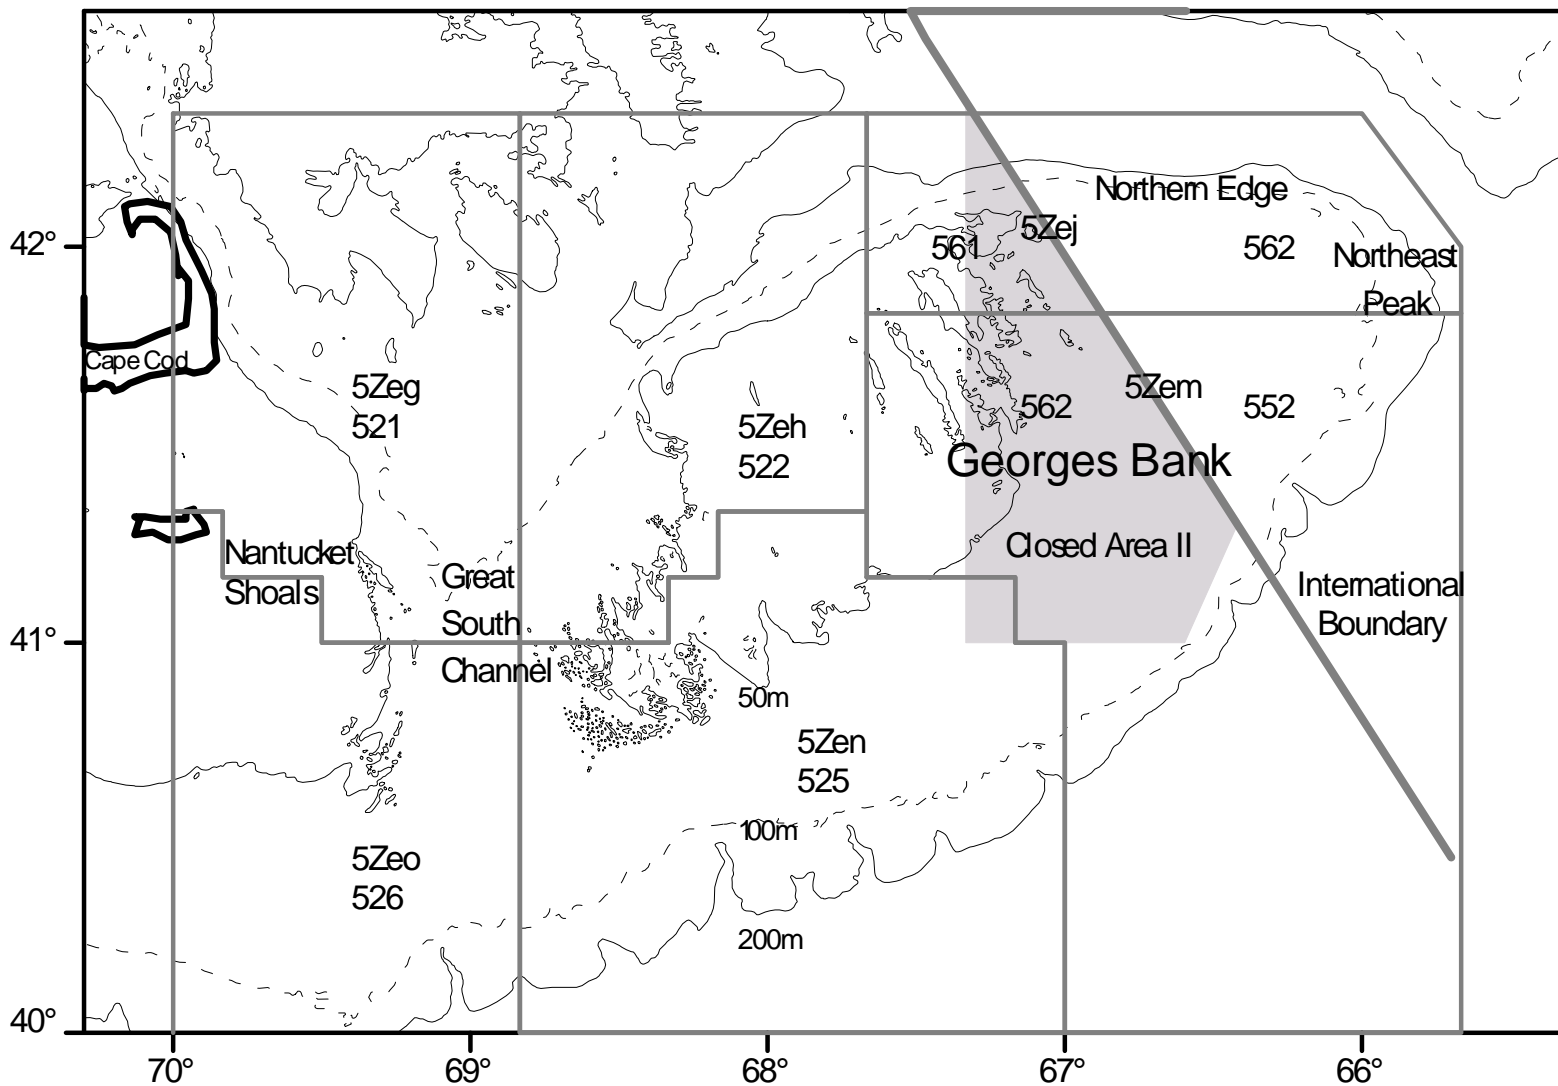 Northern Edge
5Zej
42°
561
562
Northeast
Peak
Cape Cod
5Zeg
521
5Zem
562
552
5Zeh
522
Georges Bank
Closed Area II
Nantucket
Shoals
Great
South
Channel
International
Boundary
41°
50m
5Zen
525
100m
5Zeo
526
200m
40°
70°
69°
68°
67°
66°